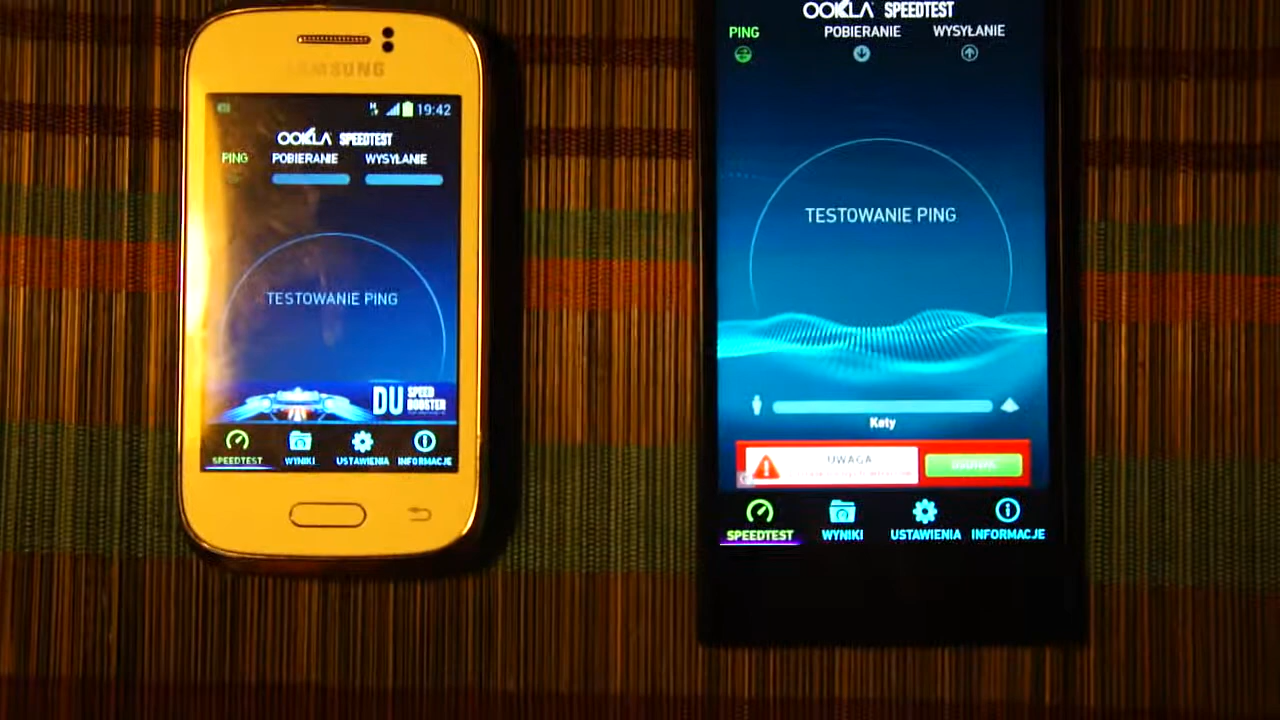 SAMSUNG
H
19:42
OOKLA SPEEDTEST
PING POBIERANIE WYSYŁANIE
TESTOWANIE PING
DU SPEED
BOOSTER
SPEEDTEST WYNIKI USTAWIENIA INFORMACJE
OOKLA SPEEDTEST
PING POBIERANIE WYSYŁANIE
TESTOWANIE PING
Kęty
UWAGA
SPEEDTEST WYNIKI USTAWIENIA INFORMACJE